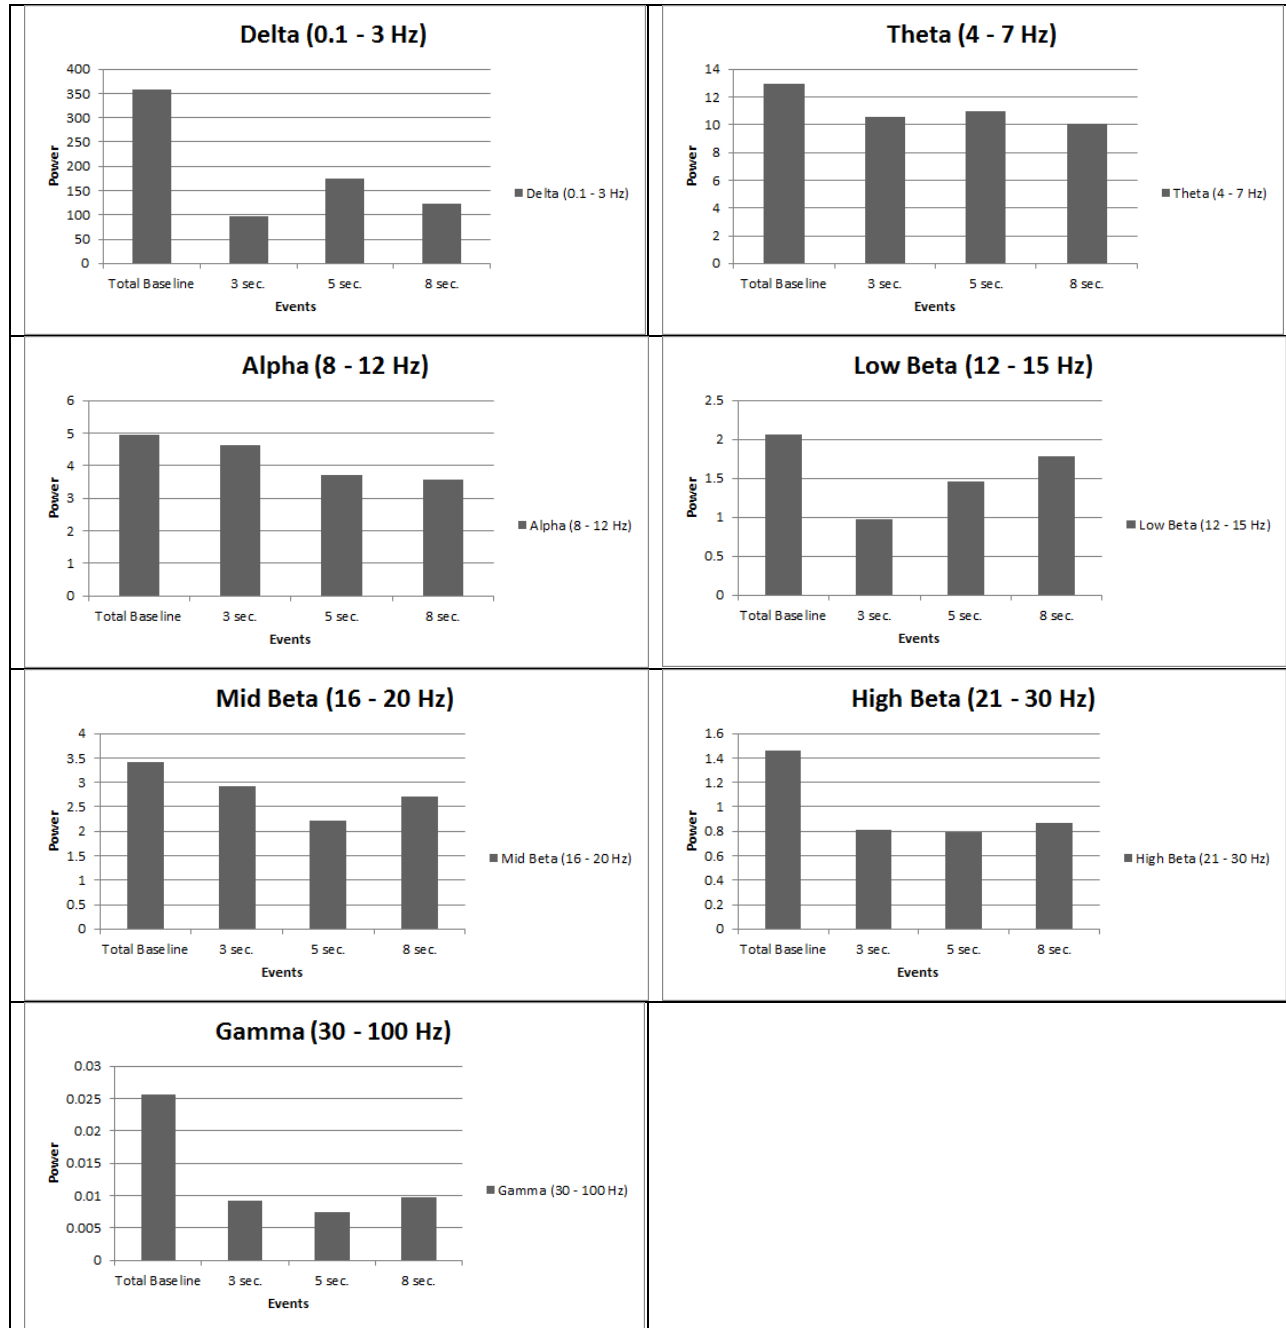 Delta (0.1 - 3 Hz)
400
350
300
250
200
150
100
50
0
Power
Total Baseline 3 sec. 5 sec. 8 sec.
Events
Delta (0.1 - 3 Hz)
Theta (4 - 7 Hz)
14
12
10
8
6
4
2
0
Power
Total Baseline 3 sec. 5 sec. 8 sec.
Events
Theta (4 - 7 Hz)
Alpha (8 - 12 Hz)
6
5
4
3
2
1
0
Power
Total Baseline 3 sec. 5 sec. 8 sec.
Events
Alpha (8 - 12 Hz)
Low Beta (12 - 15 Hz)
2.5
2
1.5
1
0.5
0
Power
Total Baseline 3 sec. 5 sec. 8 sec.
Events
Low Beta (12 - 15 Hz)
Mid Beta (16 - 20 Hz)
4
3.5
3
2.5
2
1.5
1
0.5
0
Power
Total Baseline 3 sec. 5 sec. 8 sec.
Events
Mid Beta (16 - 20 Hz)
High Beta (21 - 30 Hz)
1.6
1.4
1.2
1
0.8
0.6
0.4
0.2
0
Power
Total Baseline 3 sec. 5 sec. 8 sec.
Events
High Beta (21 - 30 Hz)
Gamma (30 - 100 Hz)
0.03
0.025
0.02
0.015
0.01
0.005
0
Power
Total Baseline 3 sec. 5 sec. 8 sec.
Events
Gamma (30 - 100 Hz)